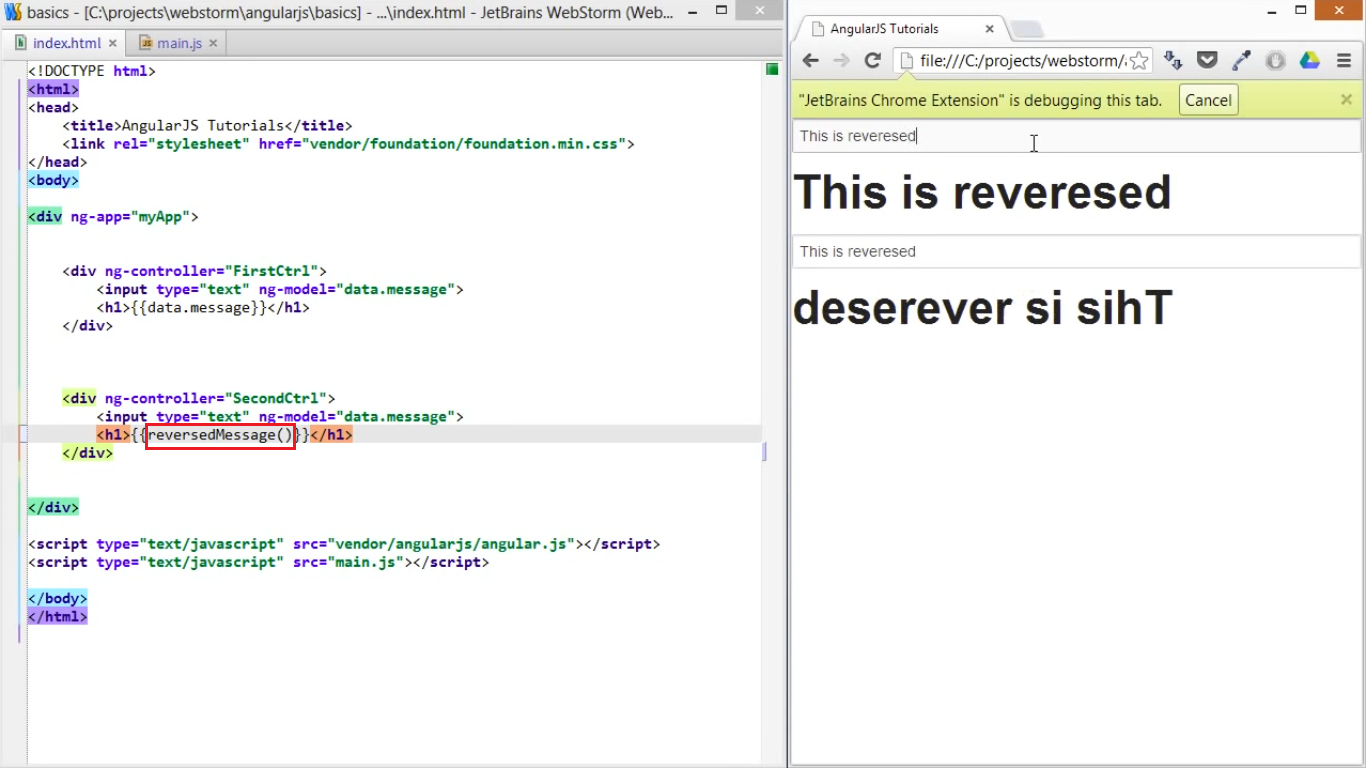 basics - [C:\projects\webstorm\angularjs\basics] - ...\index.html - JetBrains WebStorm (Web...
index.html
main.js
<!DOCTYPE html>
<html>
<head>
<title>AngularJS Tutorials</title>
<link rel="stylesheet" href="vendor/foundation/foundation.min.css">
</head>
<body>
<div ng-app="myApp">
<div ng-controller="FirstCtrl">
<input type="text" ng-model="data.message">
<h1>{{data.message}}</h1>
</div>
<div ng-controller="SecondCtrl">
<input type="text" ng-model="data.message">
<h1>{{reversedMessage()}}</h1>
</div>
</div>
<script type="text/javascript" src="vendor/angularjs/angular.js"></script>
<script type="text/javascript" src="main.js"></script>
</body>
</html>
AngularJS Tutorials
file:///C:/projects/webstorm/
"JetBrains Chrome Extension" is debugging this tab.
Cancel
This is reveresed
This is reveresed
This is reveresed
deserever si sihT